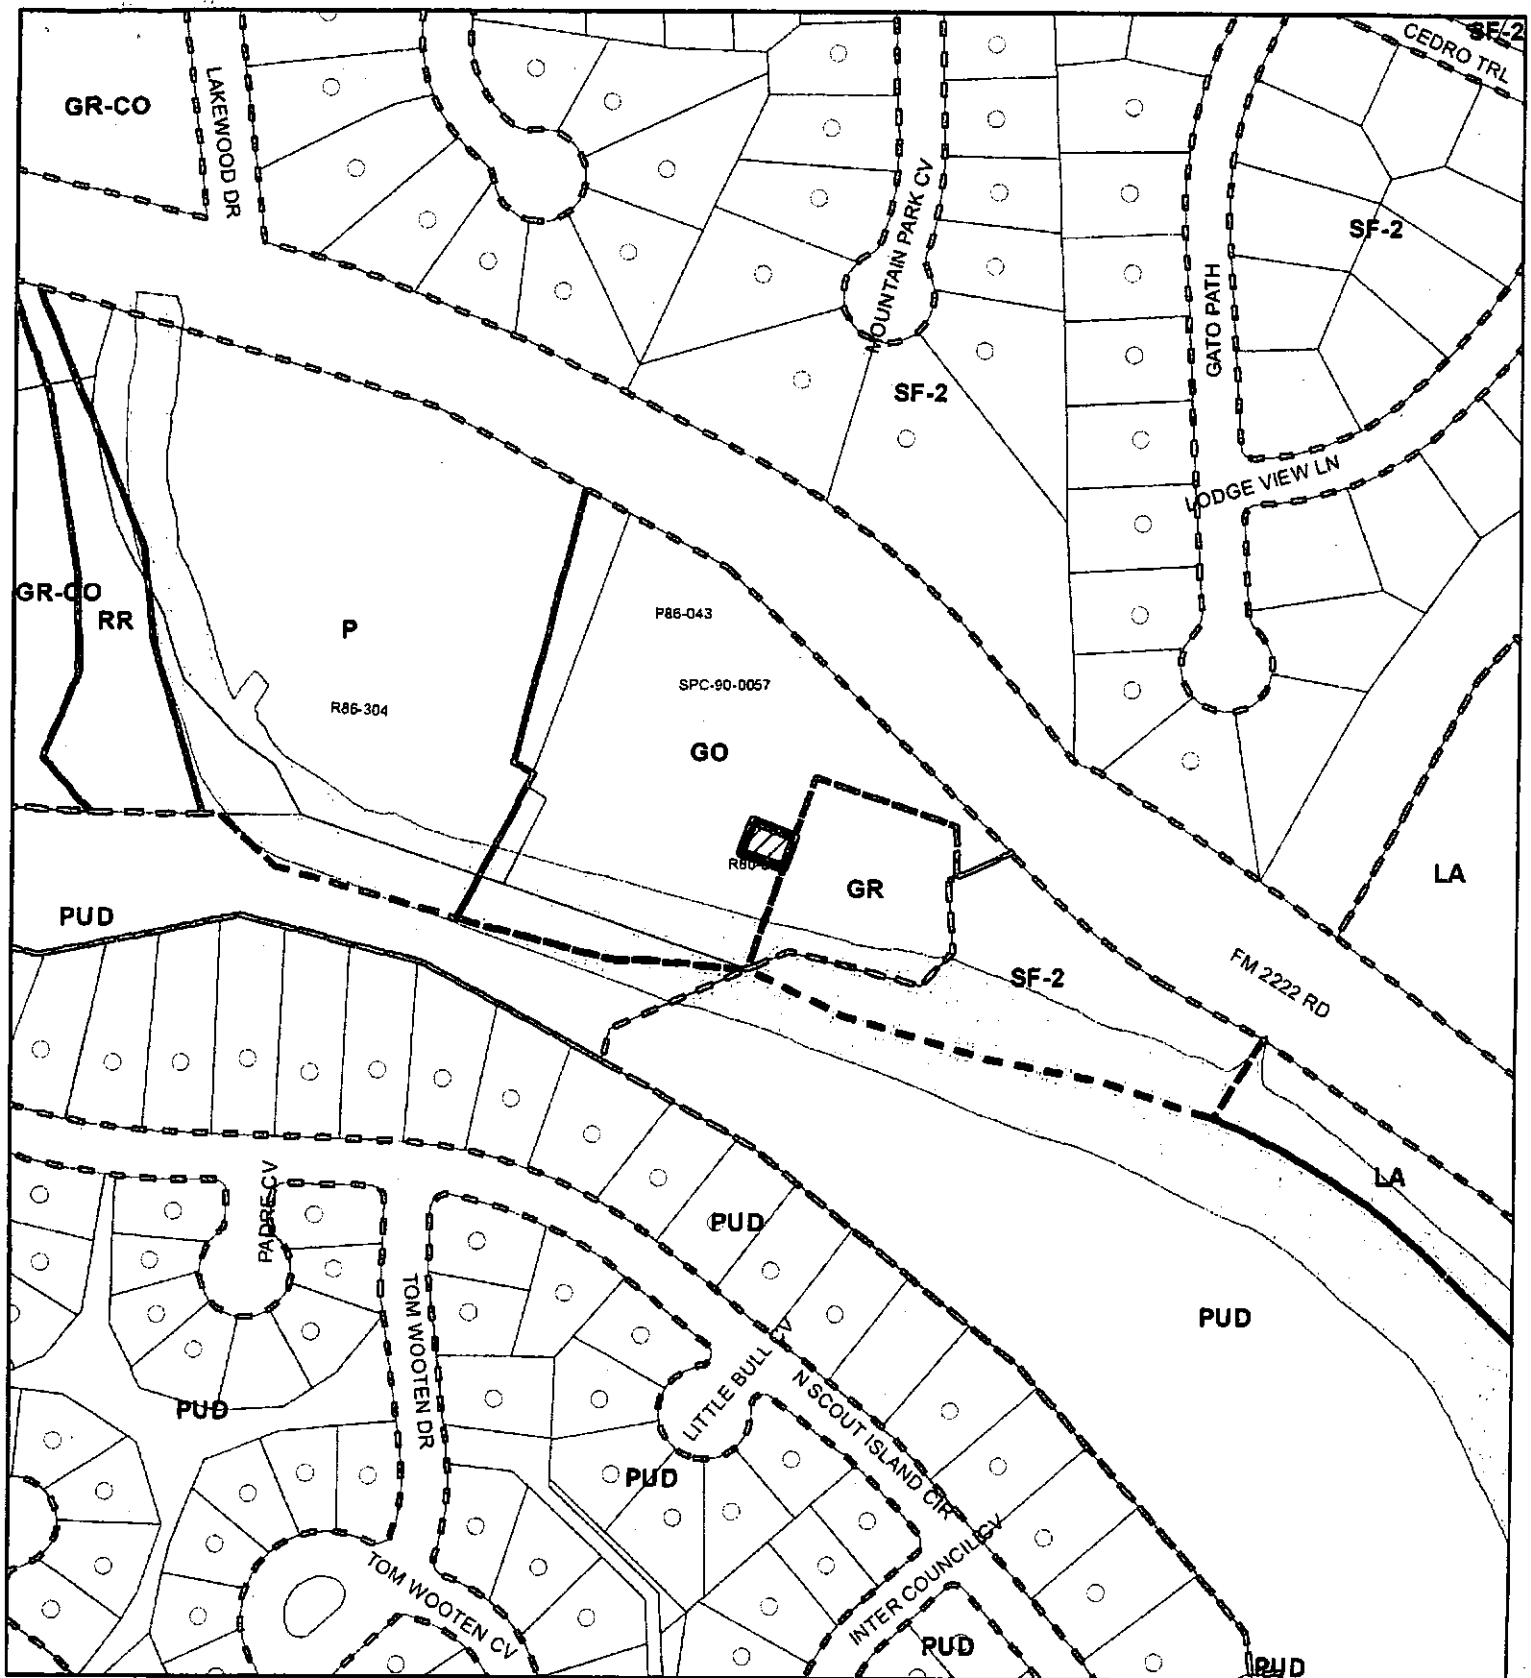 SF-2
CEDRO TRL
GR-CO
LAKEWOOD DR
MOUNTAIN PARK CV
SF-2
GATO PATH
SF-2
LODGE VIEW LN
GR-CO
RR
P
P86-043
SPC-90-0057
R86-304
GO
GR
LA
PUD
SF-2
FM 2222 RD
LA
PADRE CV
PUD
TOM WOOTEN DR
PUD
LITTLE BULL CV
N SCOUT ISLAND CIR
PUD
PUD
INTER COUNCIL CV
TOM WOOTEN CV
PUD
PUD